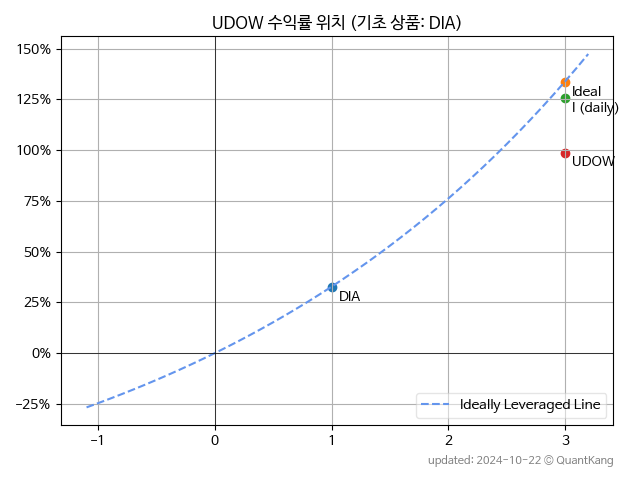 UDOW 수익률 위치 (기초 상품: DIA)
150%
125%
100%
75%
50%
25%
0%
−25%
Ideal
I (daily)
UDOW
DIA
Ideally Leveraged Line
−1
0
1
2
3
updated: 2024-10-22 © QuantKang